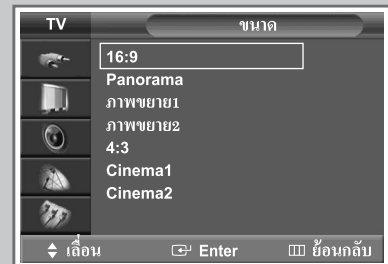 TV
ขนาด
16:9
Panorama
ภาพขยาย1
ภาพขยาย2
4:3
Cinema1
Cinema2
เลื่อน Enter ย้อนกลับ